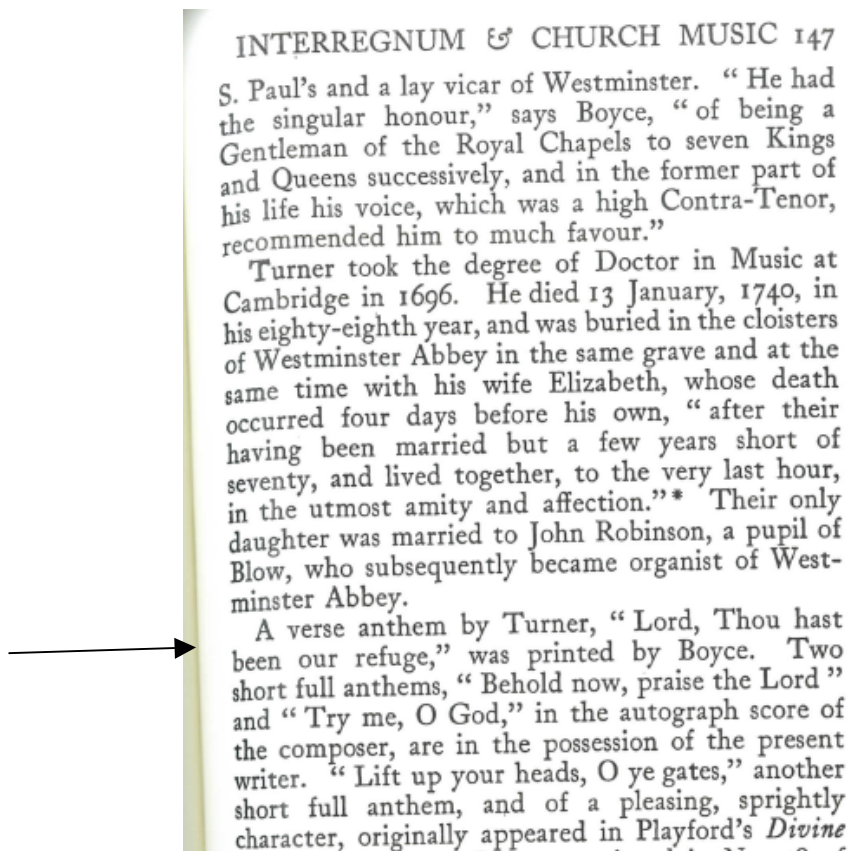 INTERREGNUM & CHURCH MUSIC 147
S. Paul's and a lay vicar of Westminster. “ He had
the singular honour,” says Boyce, “ of being a
Gentleman of the Royal Chapels to seven Kings
and Queens successively, and in the former part of
his life his voice, which was a high Contra-Tenor,
recommended him to much favour.”
Turner took the degree of Doctor in Music at
Cambridge in 1696. He died 13 January, 1740, in
his eighty-eighth year, and was buried in the cloisters
of Westminster Abbey in the same grave and at the
same time with his wife Elizabeth, whose death
occurred four days before his own, “ after their
having been married but a few years short of
seventy, and lived together, to the very last hour,
in the utmost amity and affection.”* Their only
daughter was married to John Robinson, a pupil of
Blow, who subsequently became organist of West-
minster Abbey.
A verse anthem by Turner, “ Lord, Thou hast
been our refuge,” was printed by Boyce. Two
short full anthems, “ Behold now, praise the Lord ”
and “ Try me, O God,” in the autograph score of
the composer, are in the possession of the present
writer. “ Lift up your heads, O ye gates,” another
short full anthem, and of a pleasing, sprightly
character, originally appeared in Playford's Divine